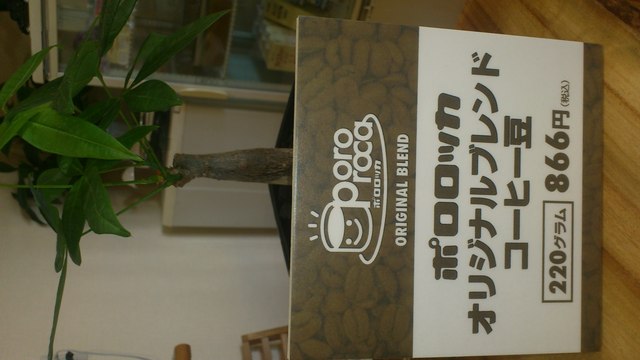 poro
roca
ポロロッカ
ORIGINAL BLEND
ポロロッカ
オリジナルブレンド
コーヒー豆
220グラム 866円(税込)